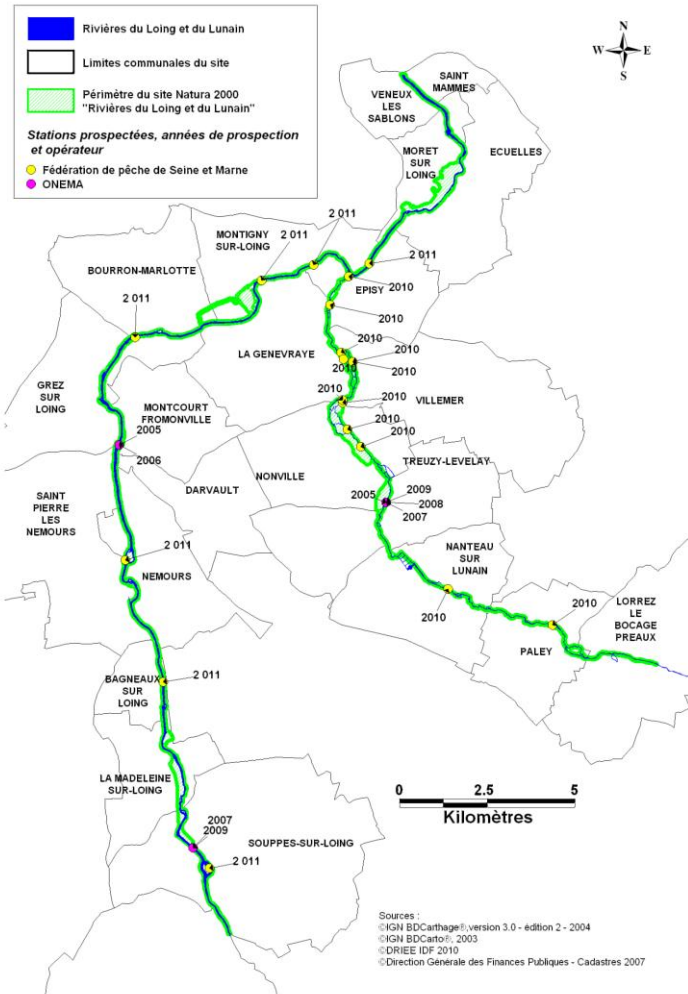 Rivières du Loing et du Lunain
Limites communales du site
Périmètre du site Natura 2000
"Rivières du Loing et du Lunain"
Stations prospectées, années de prospection
et opérateur
Fédération de pêche de Seine et Marne
ONEMA
N
W E
S
SAINT
MAMMES
VENEUX
LES
SABLONS
MORET
SUR
LOING
ECUELLES
MONTIGNY
SUR-LOING
2 011
2 011
2 011
BOURRON-MARLOTTE
EPISY
2010
2 011
2010
LA GENEVRAYE
2010
2010
2010
2010
GREZ
SUR
LOING
MONTCOURT
FROMONVILLE
2010
2010
VILLEMER
2010
2010
2005
2006
TREUZY-LEVELAY
NONVILLE
DARVAULT
2005
2009
2008
2007
SAINT
PIERRE
LES
NEMOURS
2 011
NEMOURS
NANTEAU
SUR
LUNAIN
2010
2010
LORREZ
LE
BOCAGE
PREAUX
PALEY
BAGNEAUX
SUR
LOING
2 011
LA MADELEINE
SUR-LOING
2007
2009
SOUPPES-SUR-LOING
2 011
0 2.5 5
Kilomètres
Sources :
©IGN BDCarthage®,version 3.0 - édition 2 - 2004
©IGN BDCarto®, 2003
©DRIEE IDF 2010
©Direction Générale des Finances Publiques - Cadastres 2007